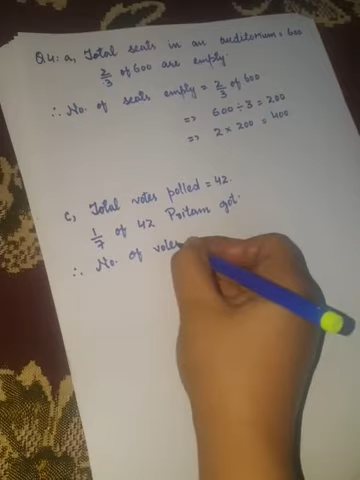 Q4: a, Total seats in an auditorium = 600
2/3 of 600 are empty.
∴ No. of seats empty = 2/3 of 600
=> 600 ÷ 3 = 200
=> 2 × 200 = 400
C, Total votes polled = 42.
1/7 of 42 Pritam got.
∴ No. of votes